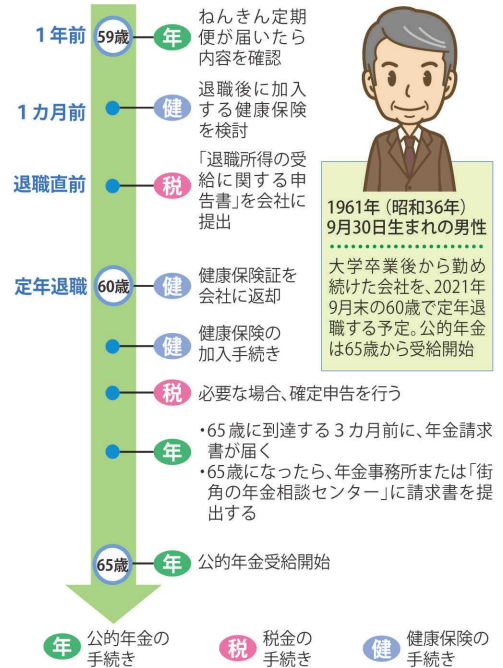 1年前
59歳
年
ねんきん定期
便が届いたら
内容を確認
1カ月前
健
退職後に加入
する健康保険
を検討
退職直前
税
「退職所得の受
給に関する申
告書」を会社に
提出
1961年(昭和36年)
9月30日生まれの男性
大学卒業後から勤め
続けた会社を、2021年
9月末の60歳で定年退
職する予定。公的年金
は65歳から受給開始
定年退職
60歳
健
健康保険証を
会社に返却
健
健康保険の
加入手続き
税
必要な場合、確定申告を行う
年
・65歳に到達する3カ月前に、年金請求
書が届く
・65歳になったら、年金事務所または「街
角の年金相談センター」に請求書を提
出する
65歳
年
公的年金受給開始
年
公的年金の
手続き
税
税金の
手続き
健
健康保険の
手続き